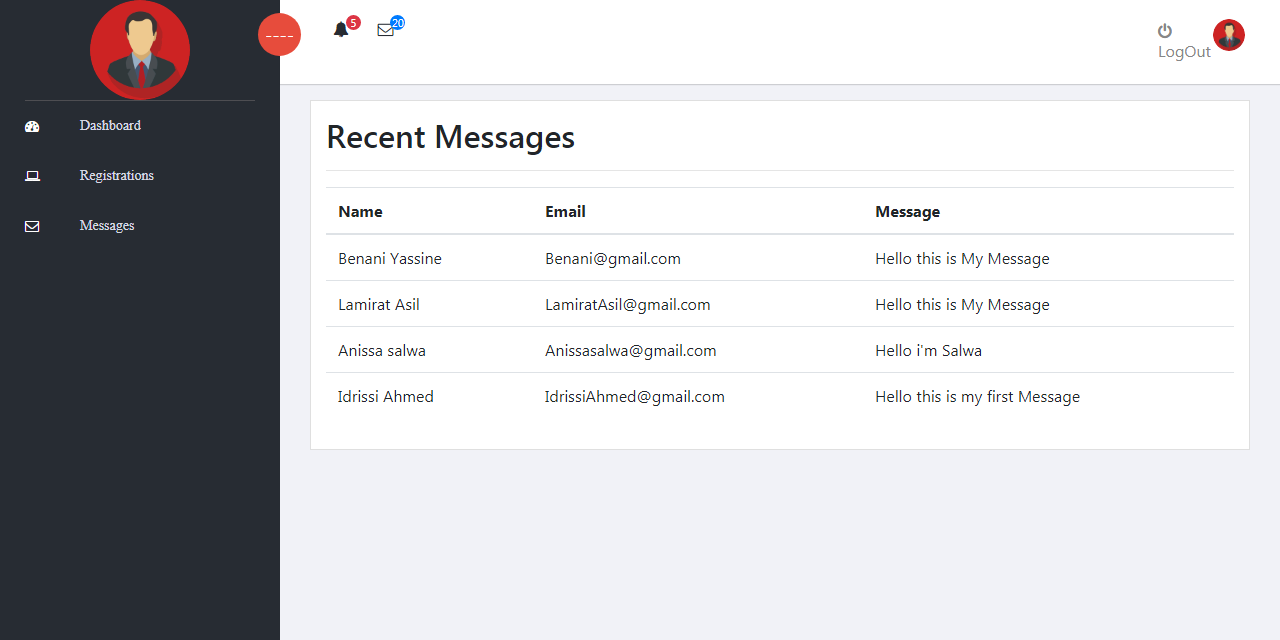 ----
5
20
LogOut
Dashboard
Registrations
Messages
Recent Messages
Name Email Message
Benani Yassine Benani@gmail.com Hello this is My Message
Lamirat Asil LamiratAsil@gmail.com Hello this is My Message
Anissa salwa Anissasalwa@gmail.com Hello i'm Salwa
Idrissi Ahmed IdrissiAhmed@gmail.com Hello this is my first Message